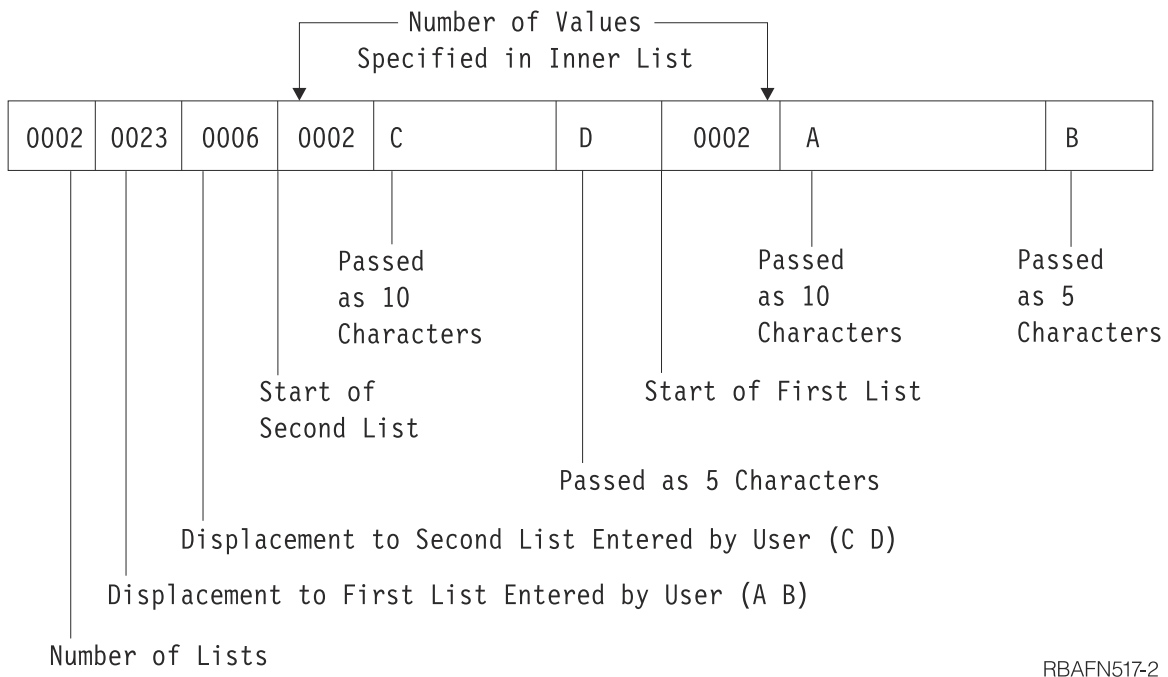 Number of Values
Specified in Inner List
0002 0023 0006 0002 C D 0002 A B
Passed
as 10
Characters
Passed
as 10
Characters
Passed
as 5
Characters
Start of
Second List
Start of First List
Passed as 5 Characters
Displacement to Second List Entered by User (C D)
Displacement to First List Entered by User (A B)
Number of Lists
RBAFN517-2